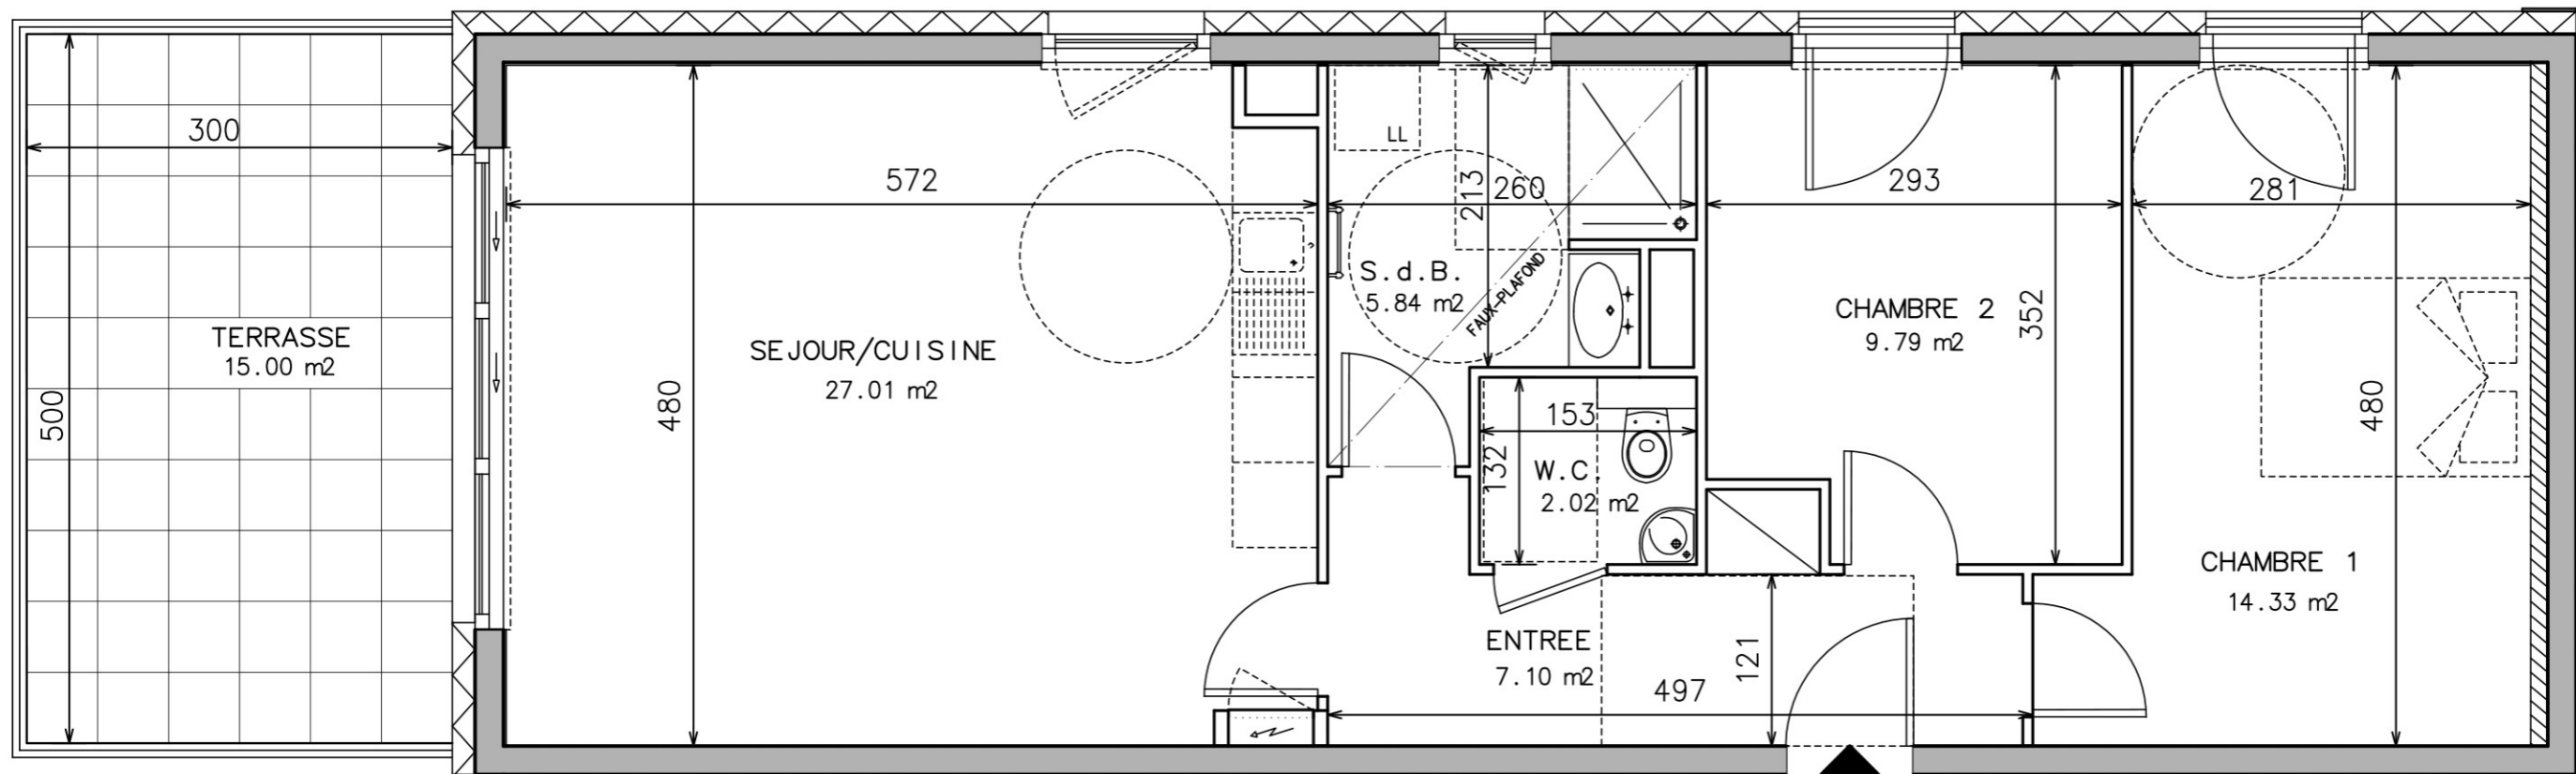 300
500
TERRASSE
15.00 m2
572
480
SEJOUR/CUISINE
27.01 m2
LL
213
260
S.d.B.
5.84 m2
FAUX-PLAFOND
153
132
W.C.
2.02 m2
293
352
CHAMBRE 2
9.79 m2
281
480
CHAMBRE 1
14.33 m2
ENTREE
7.10 m2
121
497